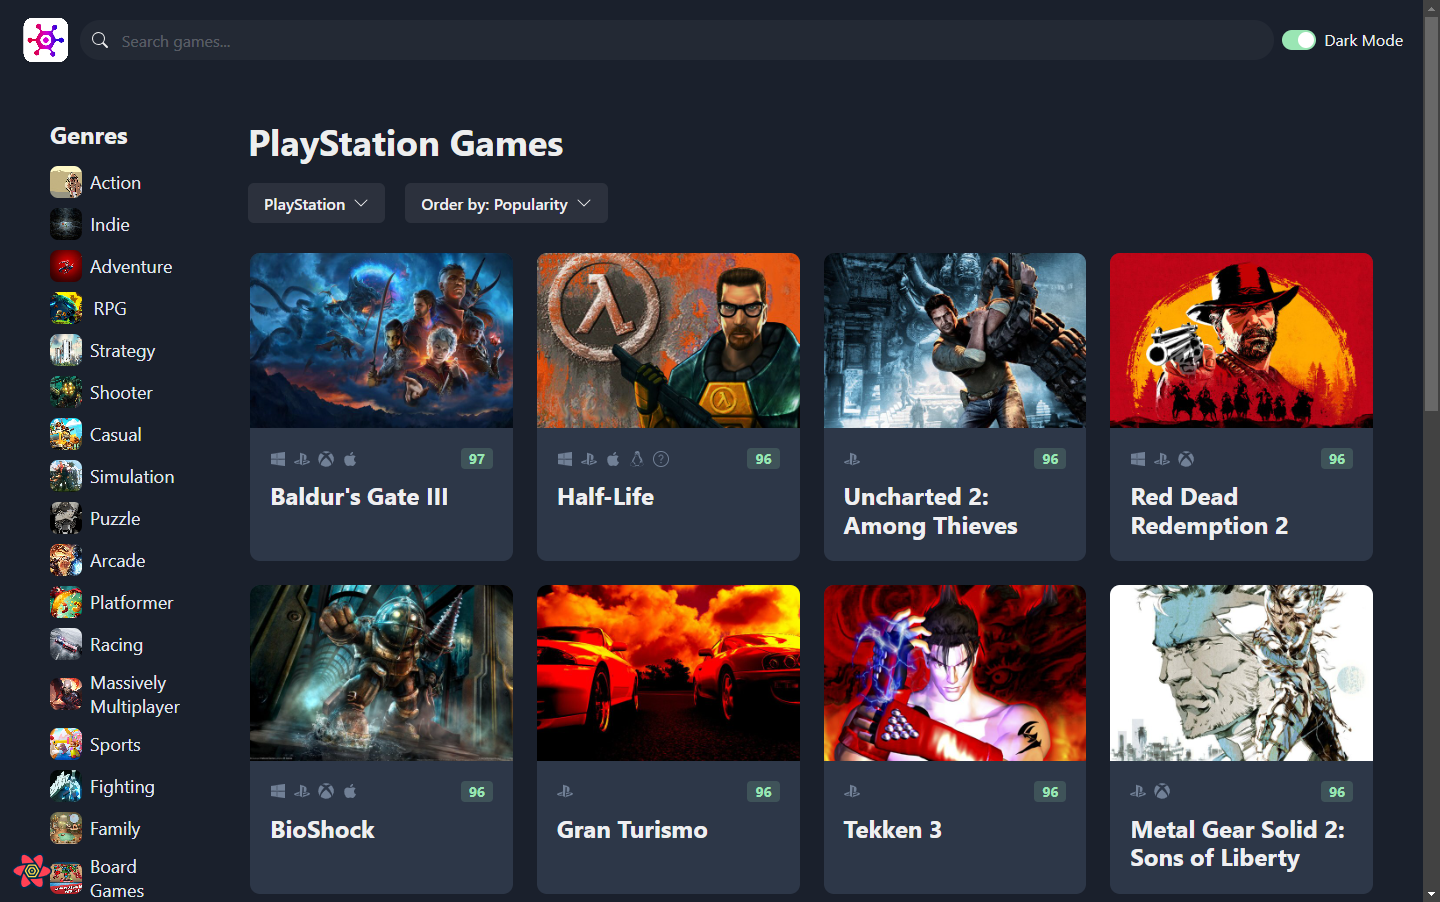 Search games...
Dark Mode
Genres
Action
Indie
Adventure
RPG
Strategy
Shooter
Casual
Simulation
Puzzle
Arcade
Platformer
Racing
Massively
Multiplayer
Sports
Fighting
Family
Board
Games
PlayStation Games
PlayStation
Order by: Popularity
97
Baldur's Gate III
96
Half-Life
96
Uncharted 2:
Among Thieves
96
Red Dead
Redemption 2
96
BioShock
96
Gran Turismo
96
Tekken 3
96
Metal Gear Solid 2:
Sons of Liberty